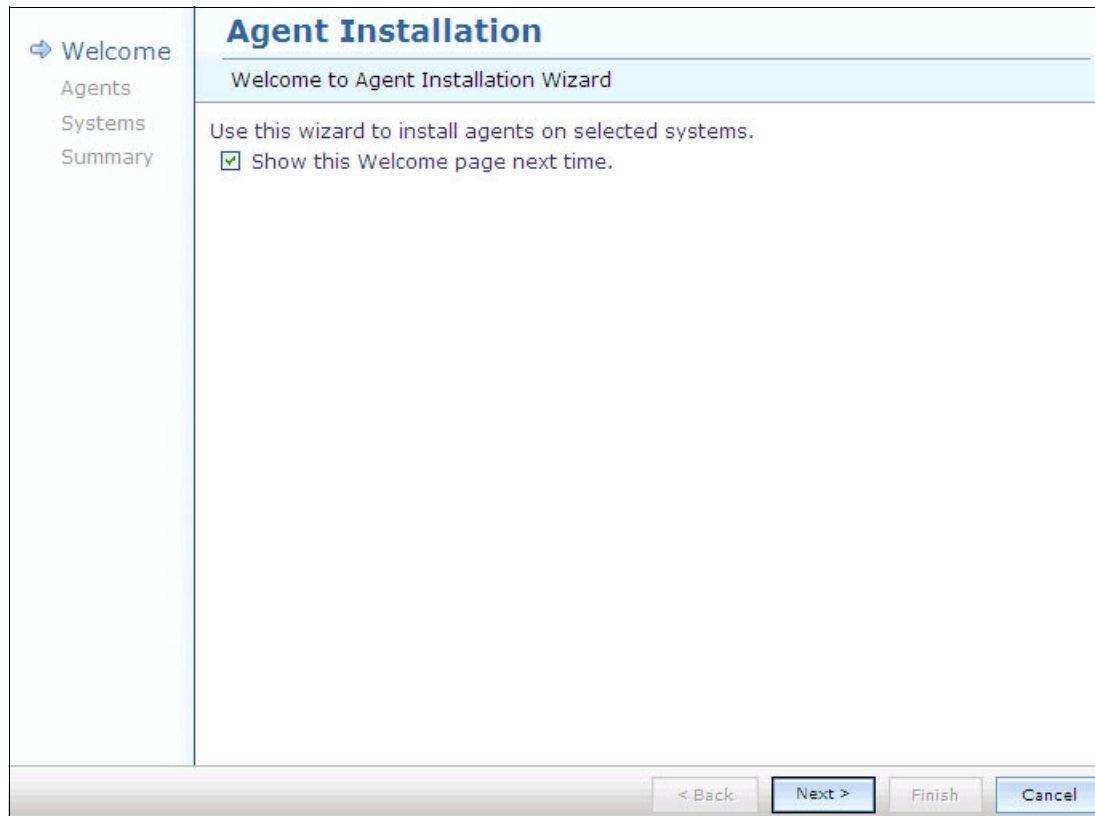 Welcome
Agents
Systems
Summary
Agent Installation
Welcome to Agent Installation Wizard
Use this wizard to install agents on selected systems.
Show this Welcome page next time.
< Back
Next >
Finish
Cancel